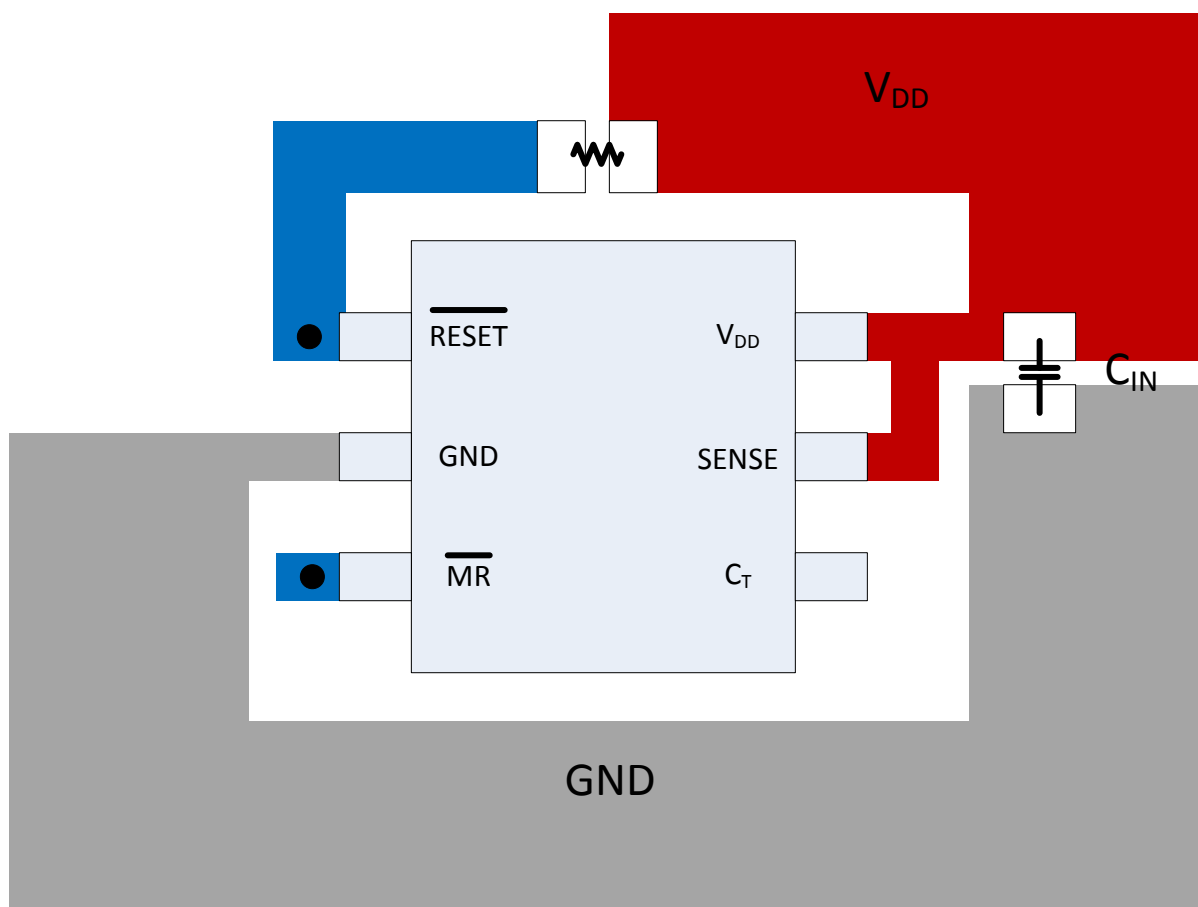 VDD
RESET
VDD
CIN
GND
SENSE
MR
CT
GND